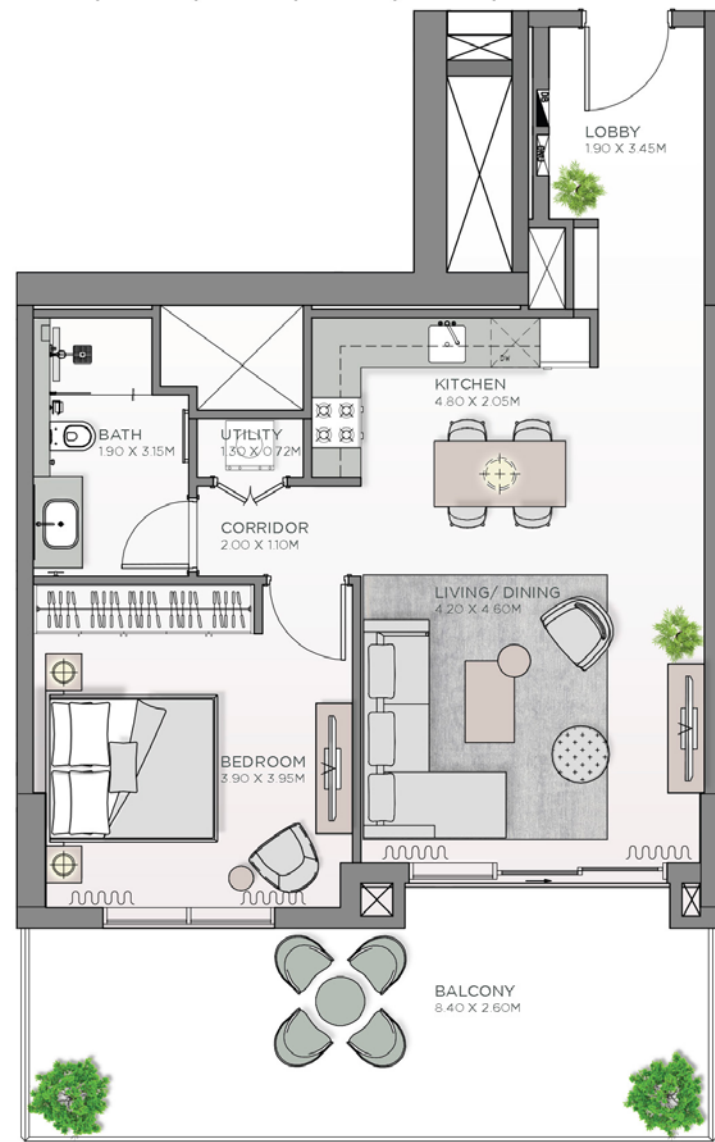 LOBBY
1.90 X 3.45M
DB
KITCHEN
4.80 X 2.05M
BATH
1.90 X 3.15M
UTILITY
1.30 X 0.72M
CORRIDOR
2.00 X 1.10M
LIVING/ DINING
4.20 X 4.60M
BEDROOM
3.90 X 3.95M
BALCONY
8.40 X 2.60M